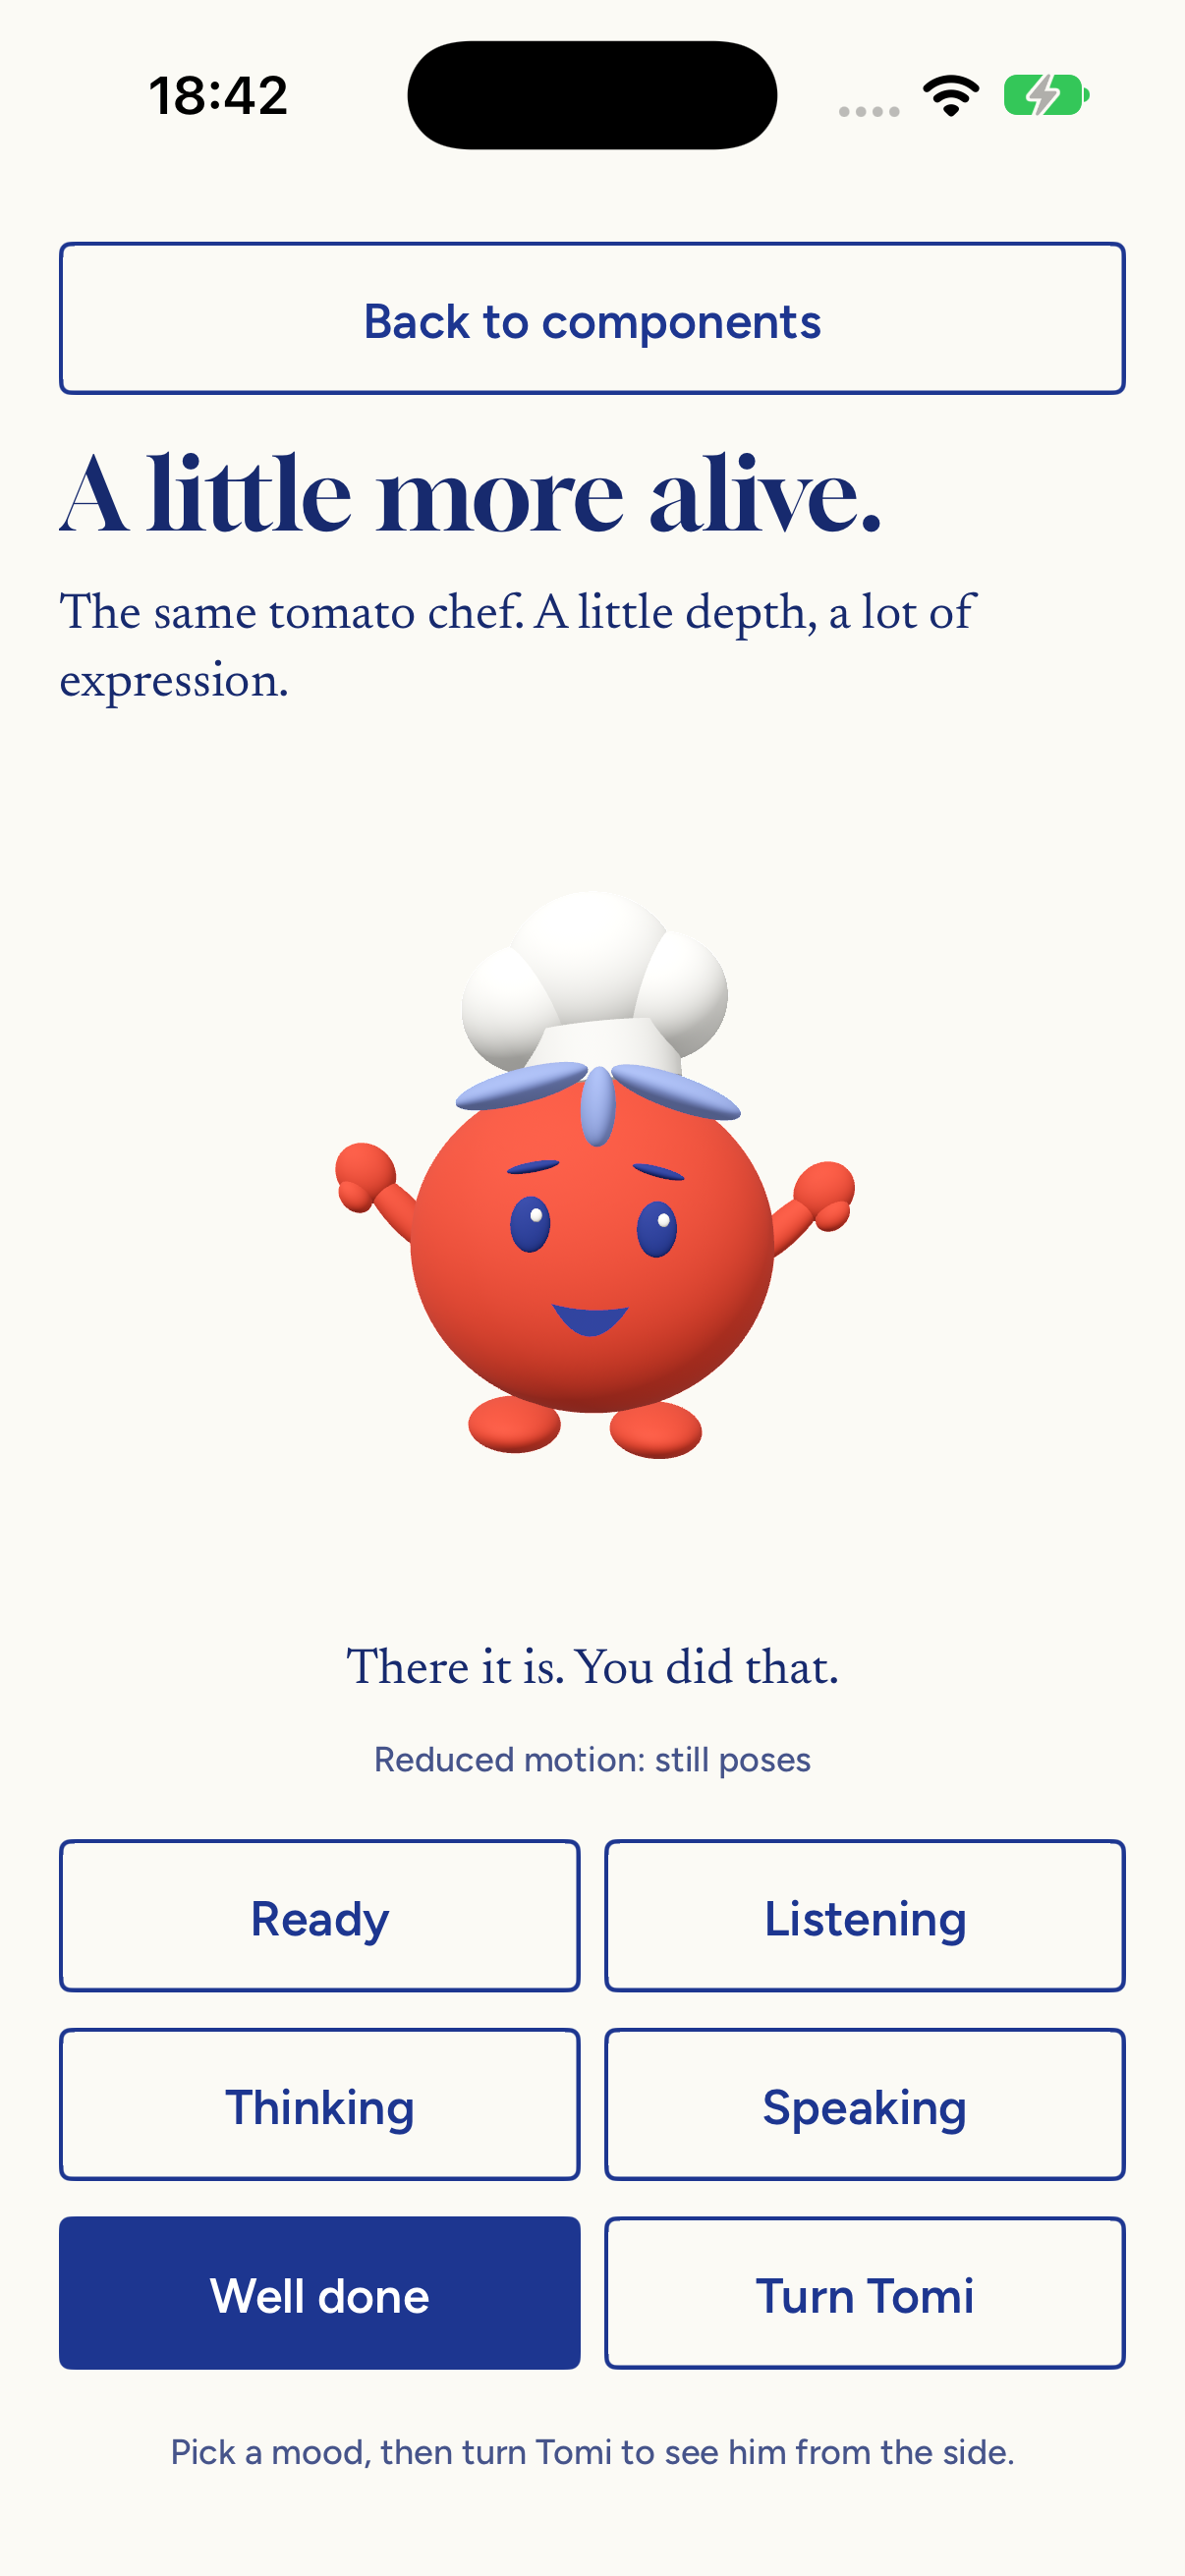 18:42
Back to components
A little more alive.
The same tomato chef. A little depth, a lot of
expression.
There it is. You did that.
Reduced motion: still poses
Ready
Listening
Thinking
Speaking
Well done
Turn Tomi
Pick a mood, then turn Tomi to see him from the side.